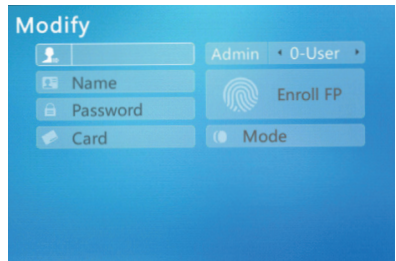 Modify
Admin 0-User
Name
Enroll FP
Password
Card
Mode